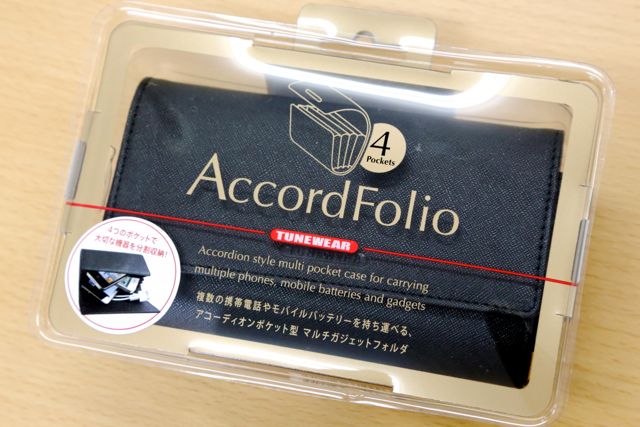 4
Pockets
AccordFolio
TUNEWEAR
4つのポケットで
大切な機器を分割収納!
Accordion style multi pocket case for carrying
multiple phones, mobile batteries and gadgets
複数の携帯電話やモバイルバッテリーを持ち運べる、
アコーディオンポケット型 マルチガジェットフォルダ